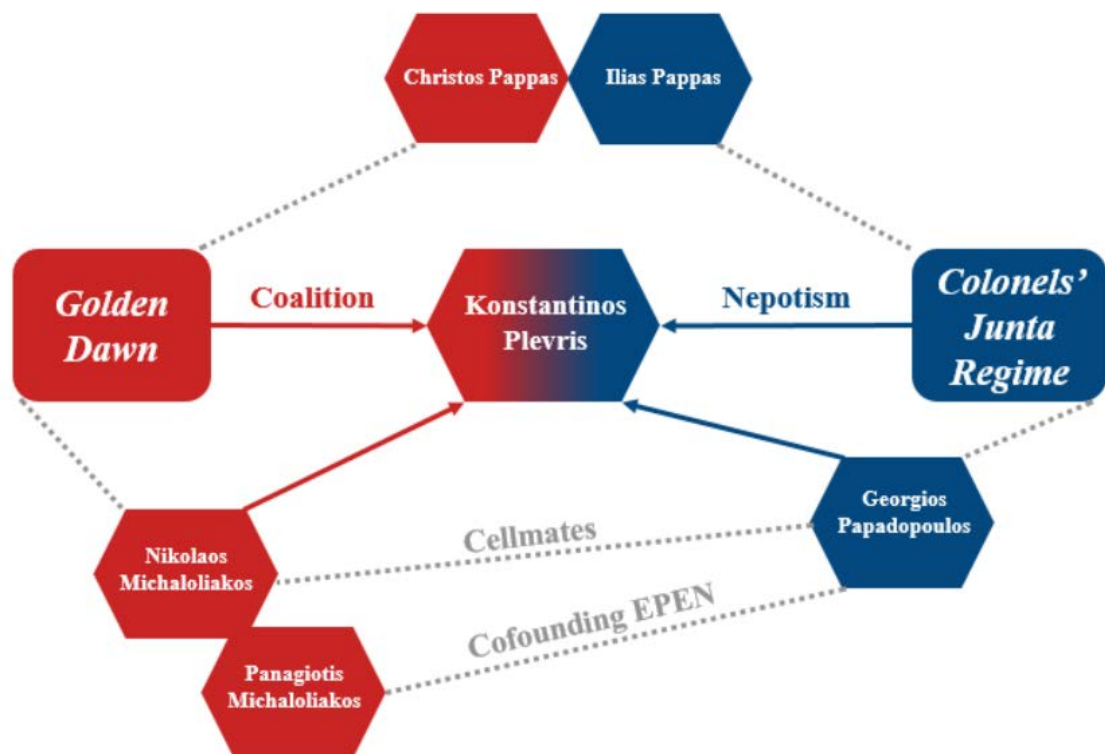 Christos Pappas
Ilias Pappas
Golden
Dawn
Coalition
Konstantinos
Plevris
Nepotism
Colonels'
Junta
Regime
Georgios
Papadopoulos
Cellmates
Nikolaos
Michaloliakos
Cofounding EPEN
Panagiotis
Michaloliakos